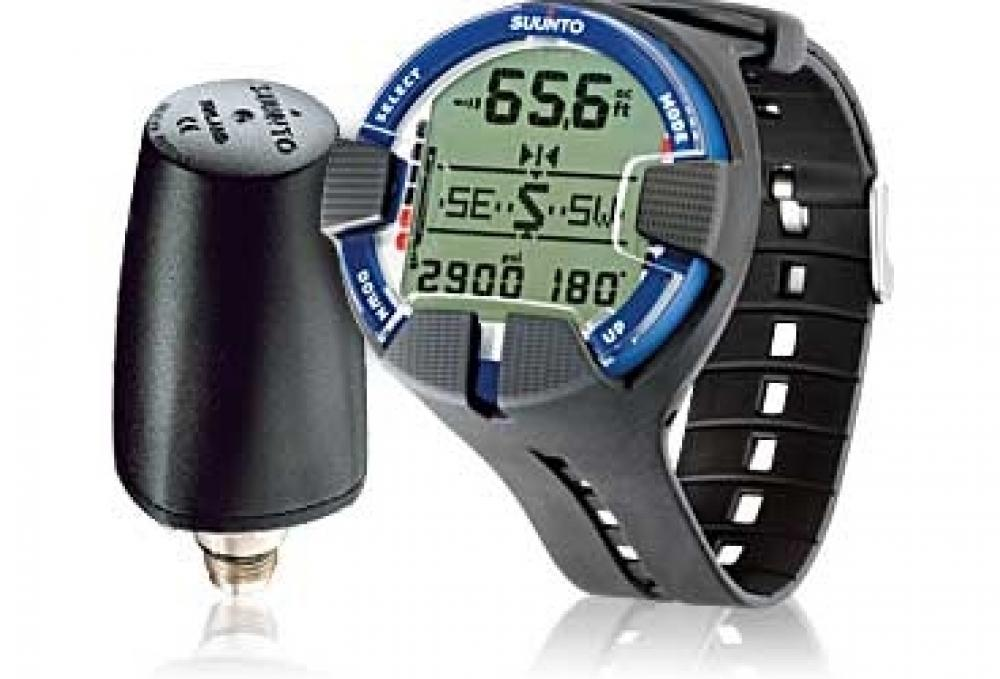 SUUNTO
CE
SUUNTO
SELECT
MODE
65,6 ft
SE S SW
psi
2900 180°
DOWN
UP